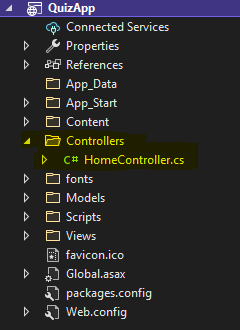 QuizApp
Connected Services
Properties
References
App_Data
App_Start
Content
Controllers
C# HomeController.cs
fonts
Models
Scripts
Views
favicon.ico
Global.asax
packages.config
Web.config